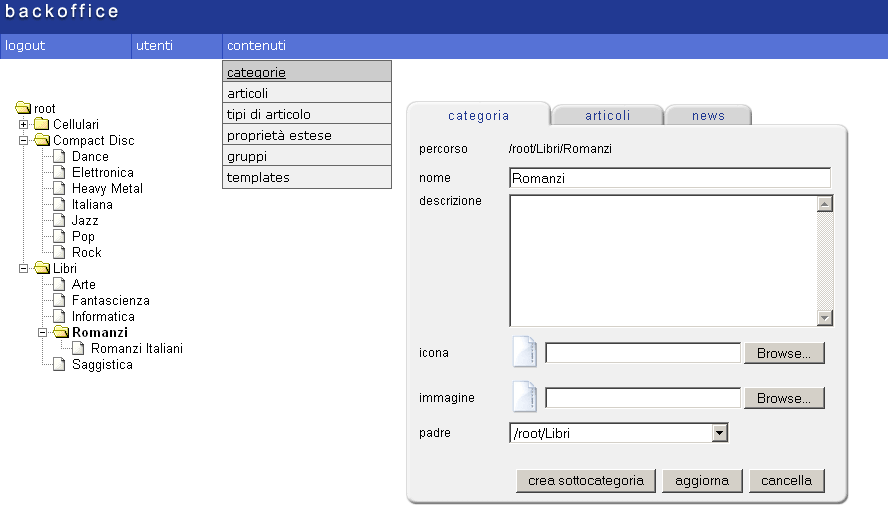 backoffice
logout utenti contenuti
categorie
articoli
tipi di articolo
proprietà estese
gruppi
templates
root
Cellulari
Compact Disc
Dance
Elettronica
Heavy Metal
Italiana
Jazz
Pop
Rock
Libri
Arte
Fantascienza
Informatica
Romanzi
Romanzi Italiani
Saggistica
categoria articoli news
percorso /root/Libri/Romanzi
nome Romanzi
descrizione
icona Browse...
immagine Browse...
padre /root/Libri
crea sottocategoria aggiorna cancella